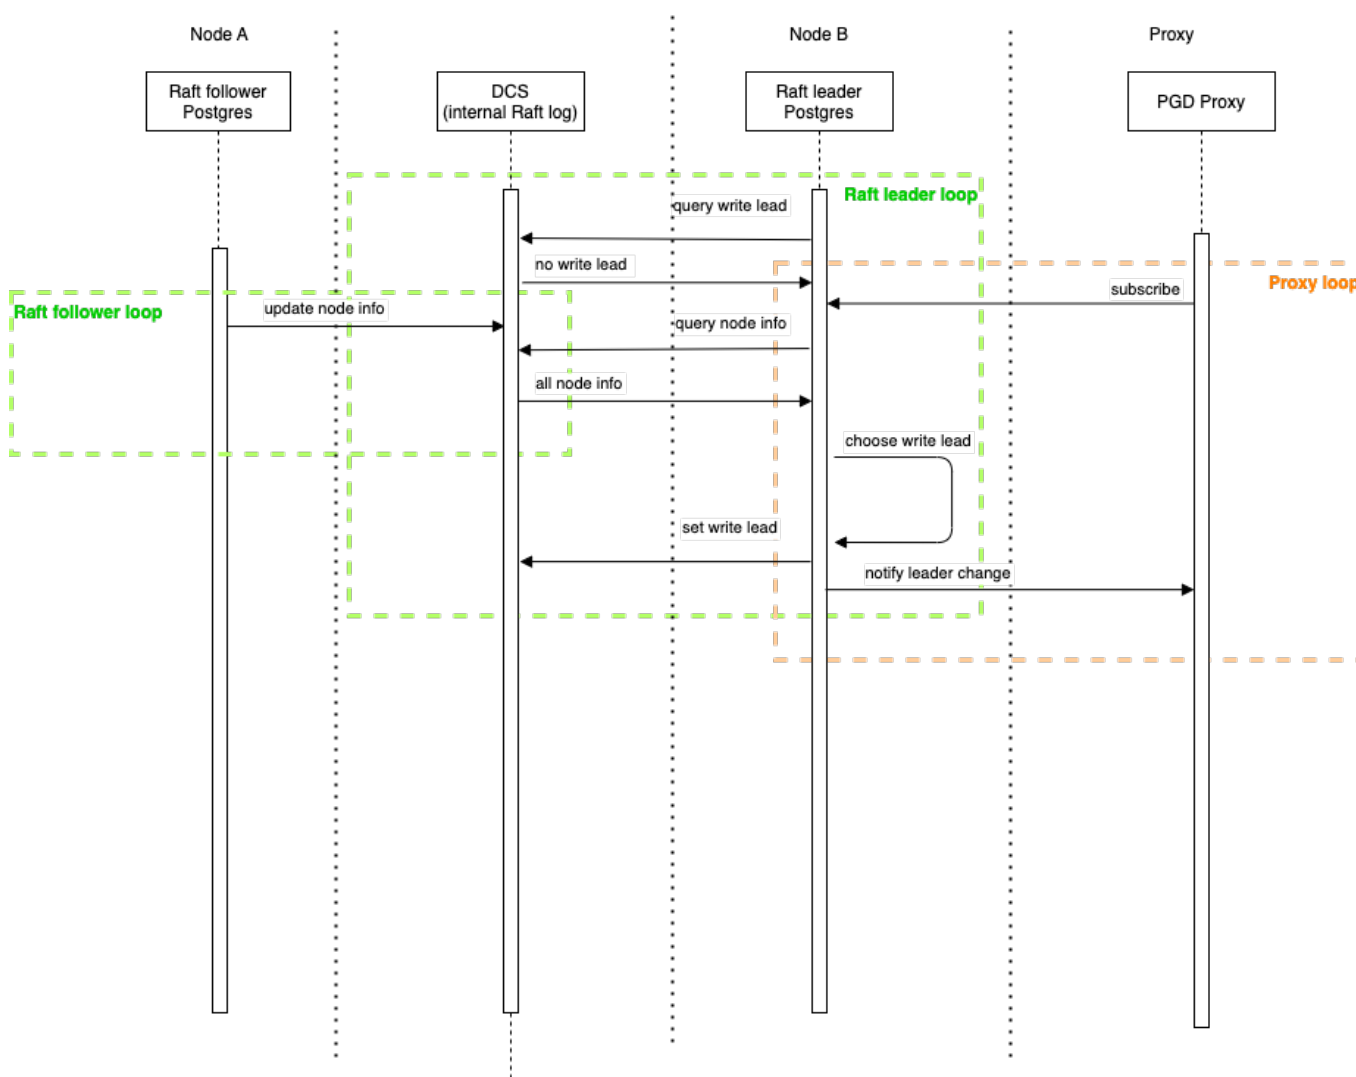 Node A
Node B
Proxy
Raft follower
Postgres
DCS
(internal Raft log)
Raft leader
Postgres
PGD Proxy
Raft leader loop
query write lead
no write lead
Proxy loop
subscribe
Raft follower loop
update node info
query node info
all node info
choose write lead
set write lead
notify leader change